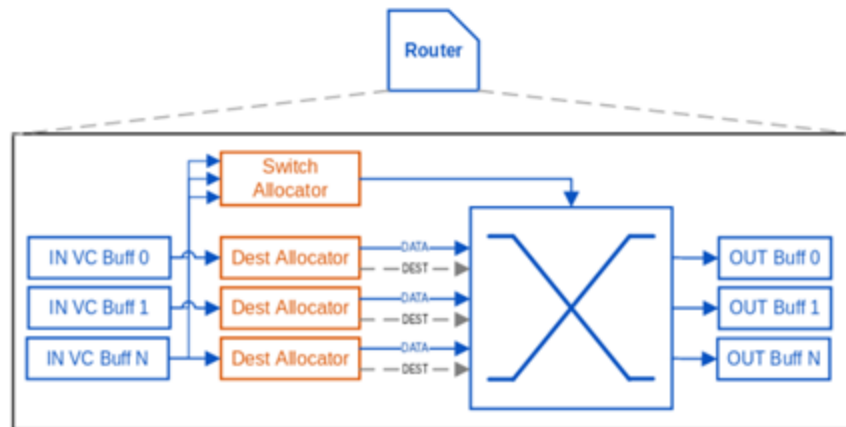 Router
Switch
Allocator
IN VC Buff 0
Dest Allocator
DATA
DEST
OUT Buff 0
IN VC Buff 1
Dest Allocator
DATA
DEST
OUT Buff 1
IN VC Buff N
Dest Allocator
DATA
DEST
OUT Buff N